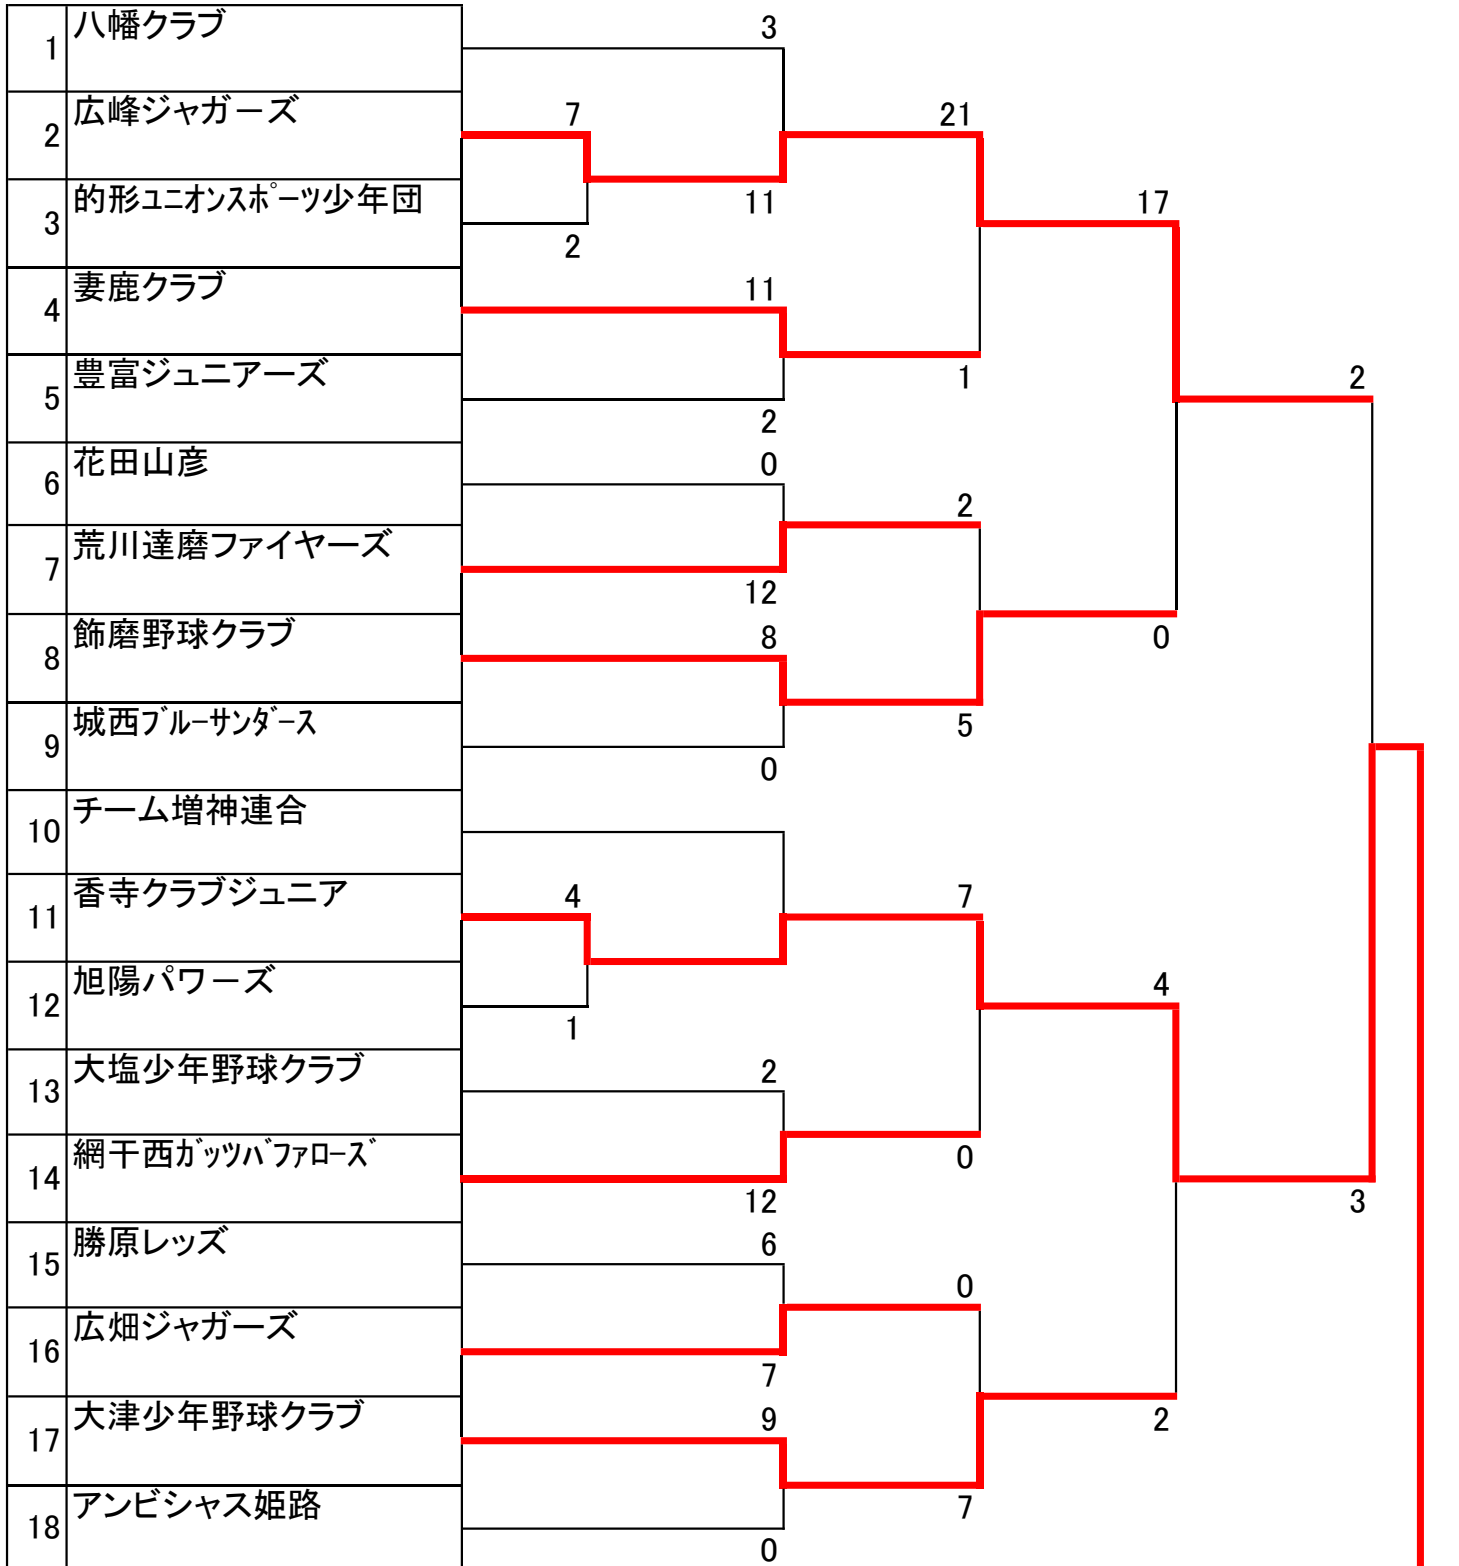 1 八幡クラブ 3
2 広峰ジャガーズ 7 21
3 的形ﾕﾆｵﾝｽﾎﾟｰﾂ少年団 11 17
2
4 妻鹿クラブ 11
5 豊富ジュニアーズ 1 2
2
6 花田山彦 0
2
7 荒川達磨ファイヤーズ
12
8 飾磨野球クラブ 8 0
9 城西ﾌﾞﾙｰｻﾝﾀﾞｰｽ 5
0
10 チーム増神連合
11 香寺クラブジュニア 4 7
12 旭陽パワーズ 4
1
13 大塩少年野球クラブ 2
14 網干西ｶﾞｯﾂﾊﾞﾌｧﾛｰｽﾞ 0
12 3
15 勝原レッズ 6
0
16 広畑ジャガーズ
7
17 大津少年野球クラブ 9 2
18 アンビシャス姫路 7
0